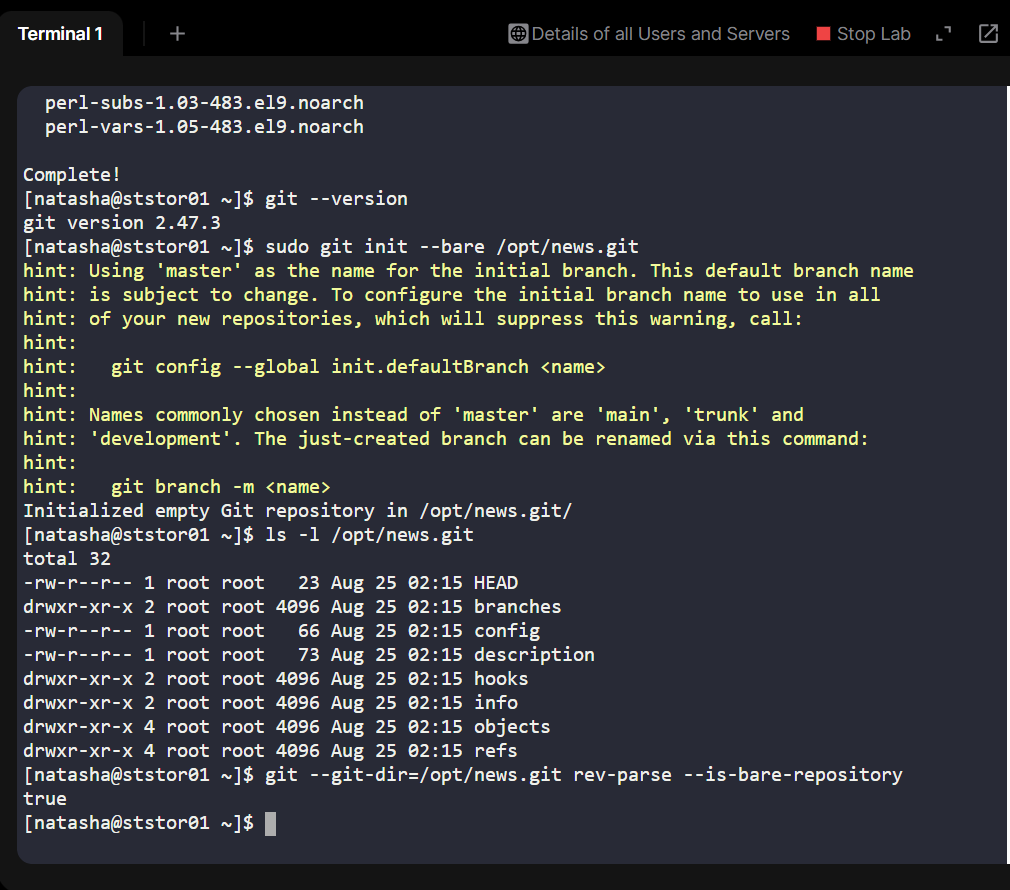 Terminal 1
+
Details of all Users and Servers
Stop Lab
  perl-subs-1.03-483.el9.noarch
  perl-vars-1.05-483.el9.noarch
Complete!
[natasha@ststor01 ~]$ git --version
git version 2.47.3
[natasha@ststor01 ~]$ sudo git init --bare /opt/news.git
hint: Using 'master' as the name for the initial branch. This default branch name
hint: is subject to change. To configure the initial branch name to use in all
hint: of your new repositories, which will suppress this warning, call:
hint:
hint:   git config --global init.defaultBranch <name>
hint:
hint: Names commonly chosen instead of 'master' are 'main', 'trunk' and
hint: 'development'. The just-created branch can be renamed via this command:
hint:
hint:   git branch -m <name>
Initialized empty Git repository in /opt/news.git/
[natasha@ststor01 ~]$ ls -l /opt/news.git
total 32
-rw-r--r-- 1 root root   23 Aug 25 02:15 HEAD
drwxr-xr-x 2 root root 4096 Aug 25 02:15 branches
-rw-r--r-- 1 root root   66 Aug 25 02:15 config
-rw-r--r-- 1 root root   73 Aug 25 02:15 description
drwxr-xr-x 2 root root 4096 Aug 25 02:15 hooks
drwxr-xr-x 2 root root 4096 Aug 25 02:15 info
drwxr-xr-x 4 root root 4096 Aug 25 02:15 objects
drwxr-xr-x 4 root root 4096 Aug 25 02:15 refs
[natasha@ststor01 ~]$ git --git-dir=/opt/news.git rev-parse --is-bare-repository
true
[natasha@ststor01 ~]$